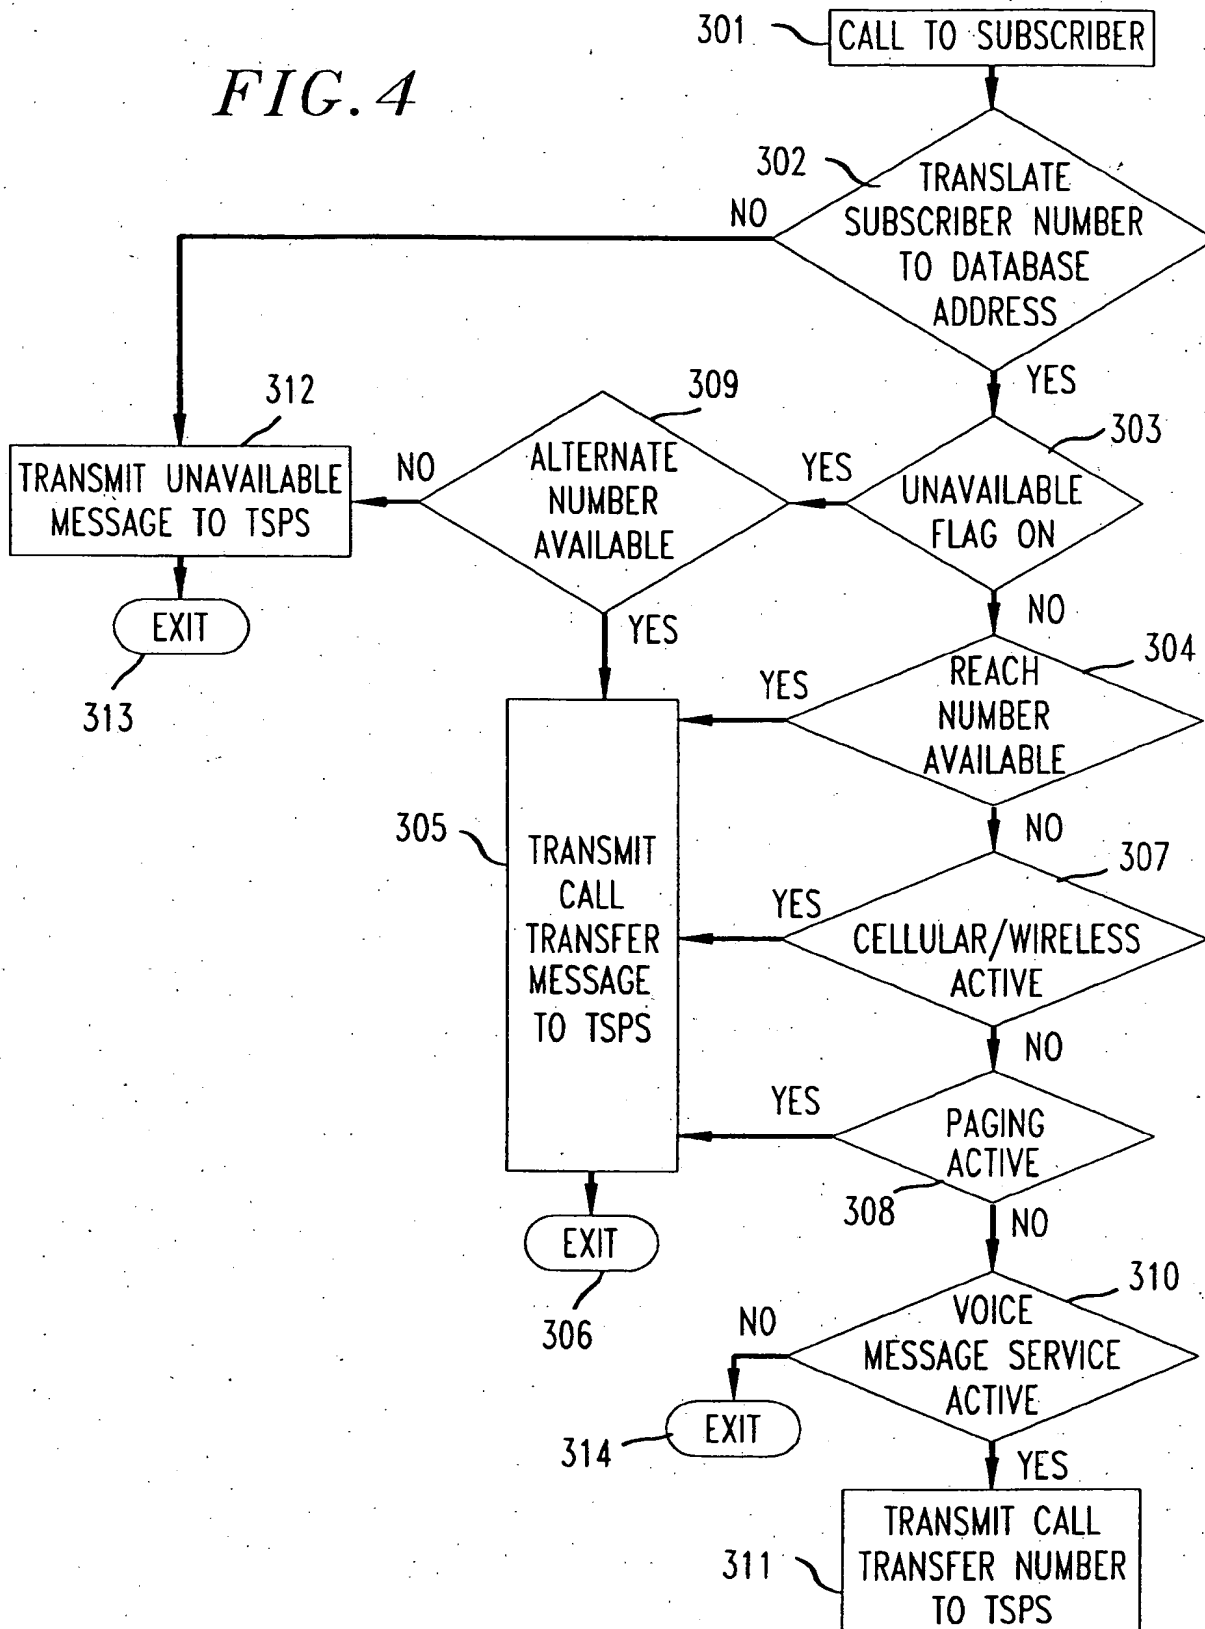 FIG. 4
301
CALL TO SUBSCRIBER
302
TRANSLATE
SUBSCRIBER NUMBER
TO DATABASE
ADDRESS
NO
YES
312
TRANSMIT UNAVAILABLE
MESSAGE TO TSPS
EXIT
313
309
ALTERNATE
NUMBER
AVAILABLE
NO
YES
303
UNAVAILABLE
FLAG ON
YES
NO
304
REACH
NUMBER
AVAILABLE
YES
NO
305
TRANSMIT
CALL
TRANSFER
MESSAGE
TO TSPS
307
CELLULAR/WIRELESS
ACTIVE
YES
NO
PAGING
ACTIVE
308
YES
NO
EXIT
306
310
VOICE
MESSAGE SERVICE
ACTIVE
NO
EXIT
314
YES
311
TRANSMIT CALL
TRANSFER NUMBER
TO TSPS